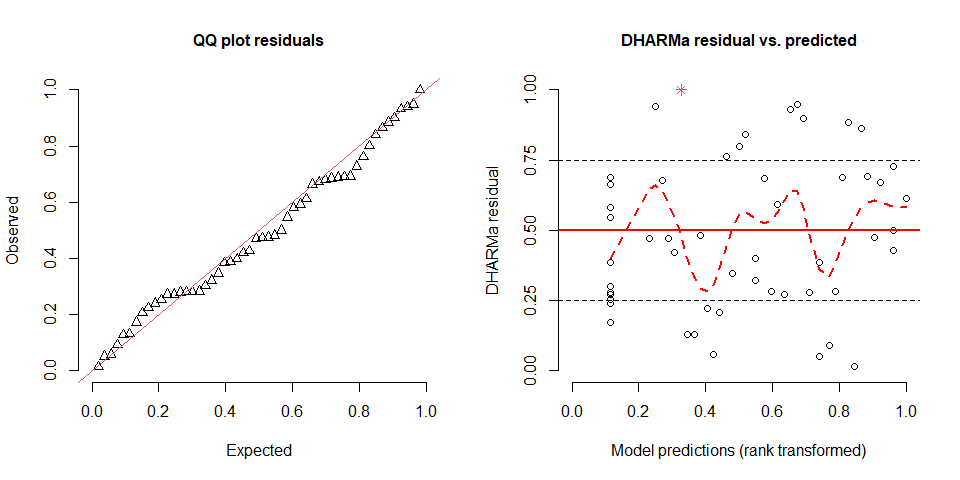 QQ plot residuals
Observed
0.0 0.2 0.4 0.6 0.8 1.0
0.0 0.2 0.4 0.6 0.8 1.0
Expected
DHARMa residual vs. predicted
DHARMa residual
0.00 0.25 0.50 0.75 1.00
0.0 0.2 0.4 0.6 0.8 1.0
Model predictions (rank transformed)